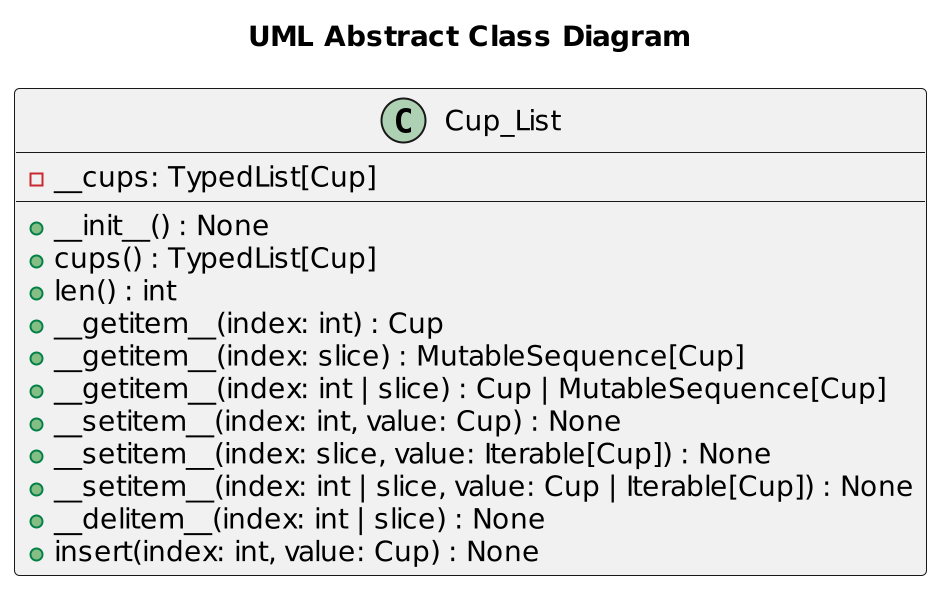 UML Abstract Class Diagram
C Cup_List
__cups: TypedList[Cup]
__init__() : None
cups() : TypedList[Cup]
len() : int
__getitem__(index: int) : Cup
__getitem__(index: slice) : MutableSequence[Cup]
__getitem__(index: int | slice) : Cup | MutableSequence[Cup]
__setitem__(index: int, value: Cup) : None
__setitem__(index: slice, value: Iterable[Cup]) : None
__setitem__(index: int | slice, value: Cup | Iterable[Cup]) : None
__delitem__(index: int | slice) : None
insert(index: int, value: Cup) : None